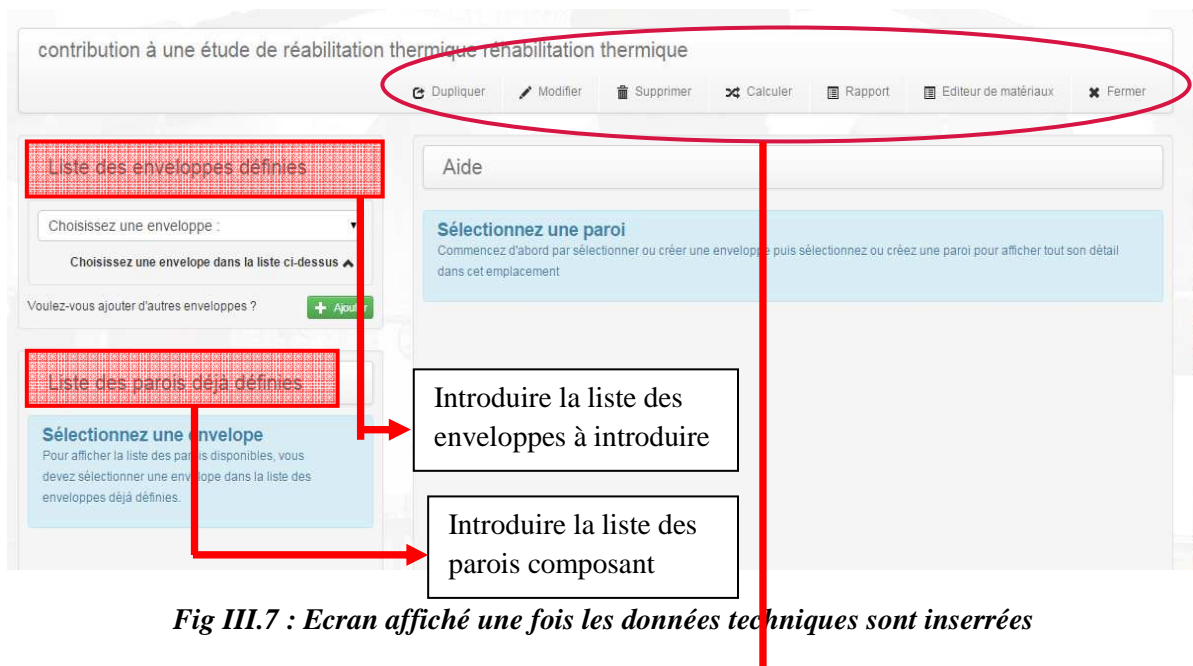 contribution à une étude de réabilitation thermique réhabilitation thermique
Dupliquer Modifier Supprimer Calculer Rapport Editeur de matériaux Fermer
Liste des enveloppes définies
Choisissez une enveloppe :
Choisissez une envelope dans la liste ci-dessus
Voulez-vous ajouter d'autres enveloppes ?
Ajouter
Liste des parois déjà définies
Sélectionnez une envelope
Pour afficher la liste des parois disponibles, vous
devez sélectionner une envelope dans la liste des
enveloppes déjà définies.
Aide
Sélectionnez une paroi
Commencez d'abord par sélectionner ou créer une enveloppe puis sélectionnez ou créez une paroi pour afficher tout son détail
dans cet emplacement
Introduire la liste des
enveloppes à introduire
Introduire la liste des
parois composant
Fig III.7 : Ecran affiché une fois les données techniques sont inserrées